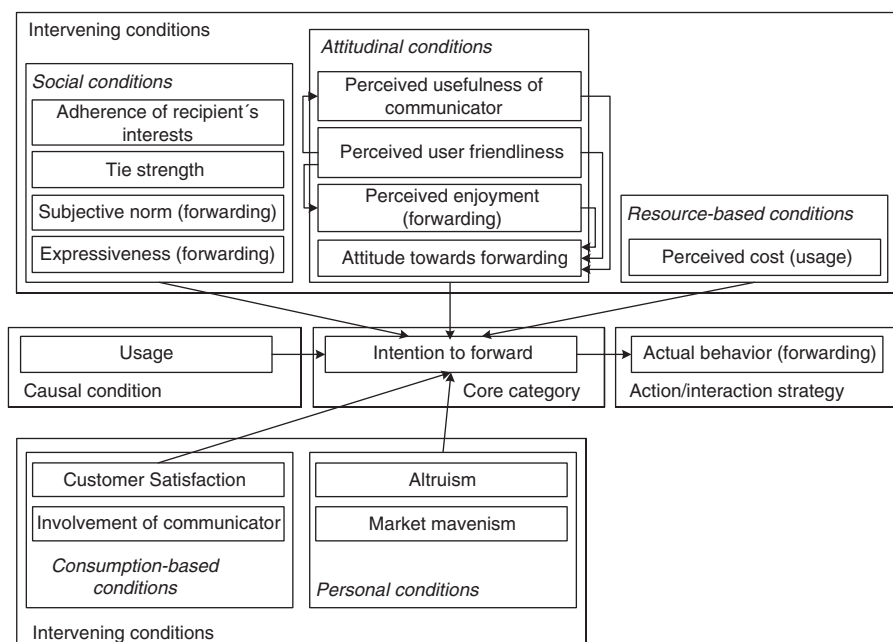 Intervening conditions
Social conditions
Adherence of recipient´s
interests
Tie strength
Subjective norm (forwarding)
Expressiveness (forwarding)
Attitudinal conditions
Perceived usefulness of
communicator
Perceived user friendliness
Perceived enjoyment
(forwarding)
Attitude towards forwarding
Resource-based conditions
Perceived cost (usage)
Usage
Causal condition
Intention to forward
Core category
Actual behavior (forwarding)
Action/interaction strategy
Customer Satisfaction
Involvement of communicator
Consumption-based
conditions
Altruism
Market mavenism
Personal conditions
Intervening conditions